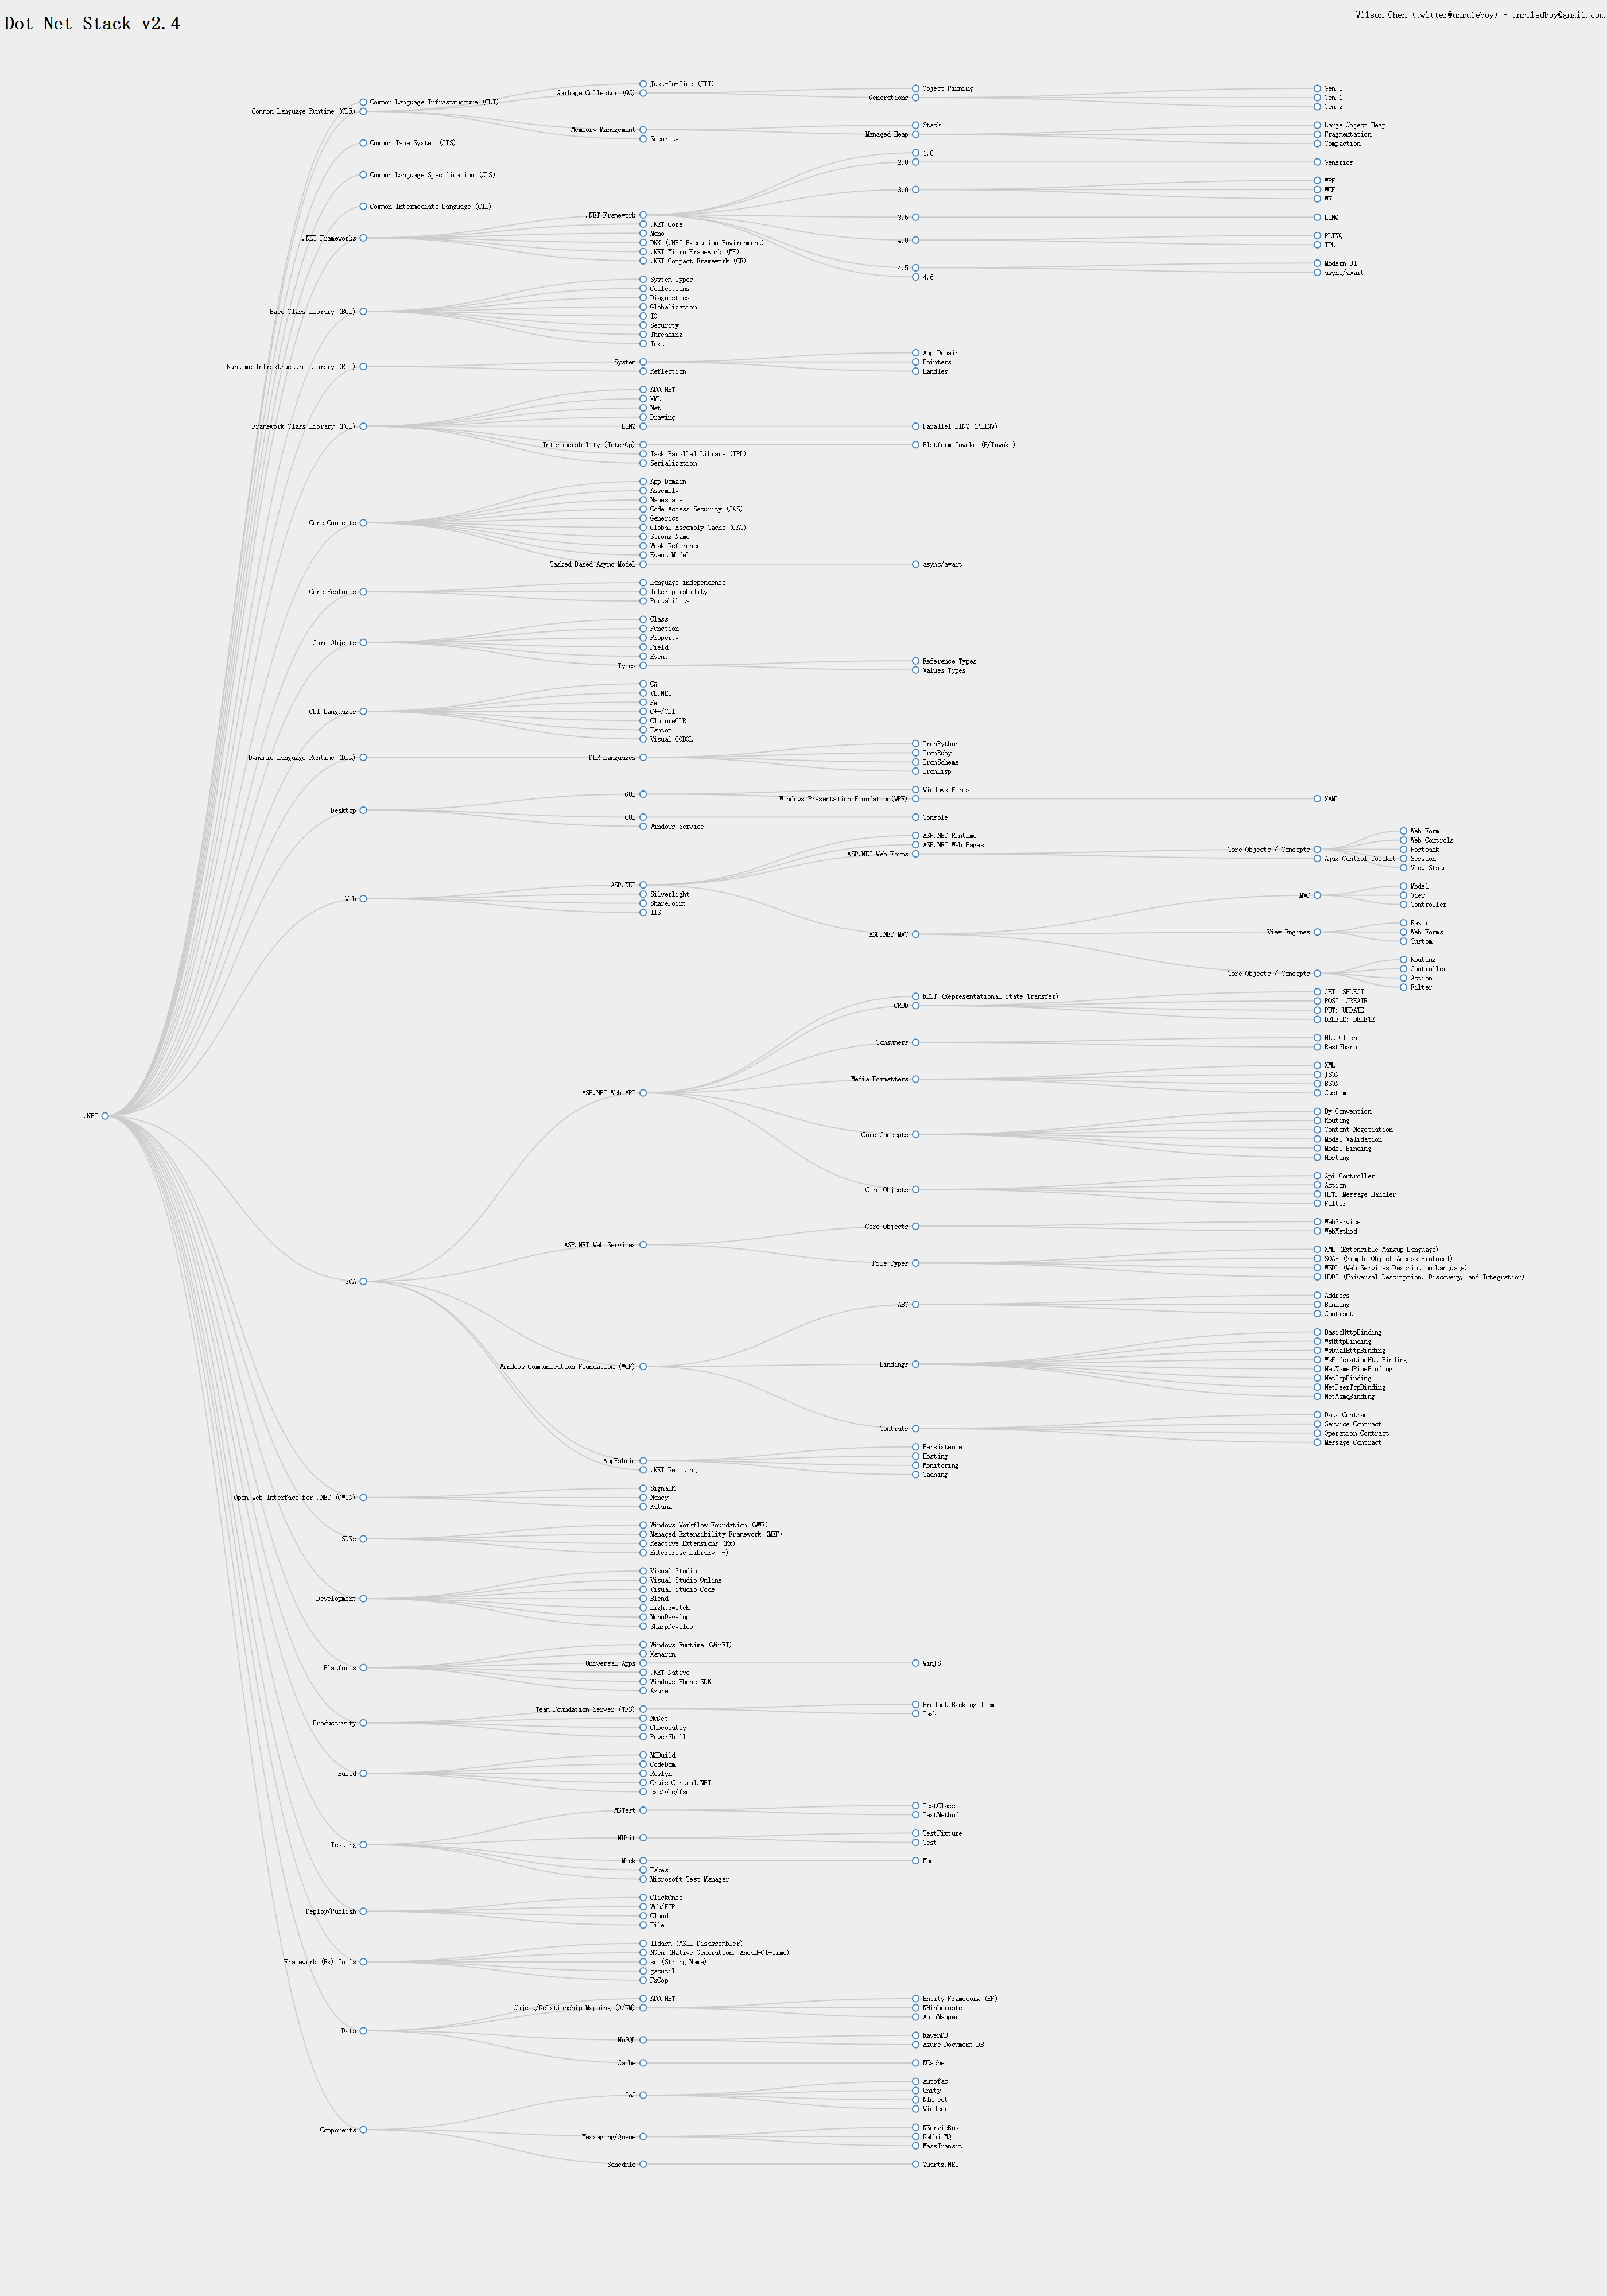 Dot Net Stack v2.4
Wilson Chen (twitter@unruleboy) - unruledboy@gmail.com
.NET
Common Language Infrastructure (CLI)
Common Language Runtime (CLR)
Just-In-Time (JIT)
Garbage Collector (GC)
Object Pinning
Generations
Gen 0
Gen 1
Gen 2
Memeory Management
Stack
Managed Heap
Large Object Heap
Fragmentation
Compaction
Security
Common Type System (CTS)
Common Language Specification (CLS)
Common Intermediate Language (CIL)
.NET Frameworks
.NET Framework
1.0
2.0
Generics
3.0
WPF
WCF
WF
3.5
LINQ
4.0
PLINQ
TPL
4.5
Modern UI
async/await
4.6
.NET Core
Mono
DNX (.NET Execution Environment)
.NET Micro Framework (MF)
.NET Compact Framework (CF)
Base Class Library (BCL)
System Types
Collections
Diagnostics
Globalization
IO
Security
Threading
Text
Runtime Infrastructure Library (RIL)
System
App Domain
Pointers
Handles
Reflection
Framework Class Library (FCL)
ADO.NET
XML
Net
Drawing
LINQ
Parallel LINQ (PLINQ)
Interoperability (InterOp)
Platform Invoke (P/Invoke)
Task Parallel Library (TPL)
Serialization
Core Concepts
App Domain
Assembly
Namespace
Code Access Security (CAS)
Generics
Global Assembly Cache (GAC)
Strong Name
Weak Reference
Event Model
Tasked Based Async Model
async/await
Core Features
Language independence
Interoperability
Portability
Core Objects
Class
Function
Property
Field
Event
Types
Reference Types
Values Types
CLI Languages
C#
VB.NET
F#
C++/CLI
ClojureCLR
Fantom
Visual COBOL
Dynamic Language Runtime (DLR)
DLR Languages
IronPython
IronRuby
IronScheme
IronLisp
Desktop
GUI
Windows Forms
Windows Presentation Foundation(WPF)
XAML
CUI
Console
Windows Service
Web
ASP.NET
ASP.NET Runtime
ASP.NET Web Pages
ASP.NET Web Forms
Core Objects / Concepts
Web Form
Web Controls
Postback
Session
View State
Ajax Control Toolkit
ASP.NET MVC
MVC
Model
View
Controller
View Engines
Razor
Web Forms
Custom
Core Objects / Concepts
Routing
Controller
Action
Filter
Silverlight
SharePoint
IIS
SOA
ASP.NET Web API
REST (Representational State Transfer)
CRUD
GET: SELECT
POST: CREATE
PUT: UPDATE
DELETE: DELETE
Consumers
HttpClient
RestSharp
Media Formatters
XML
JSON
BSON
Custom
Core Concepts
By Convention
Routing
Content Negotiation
Model Validation
Model Binding
Hosting
Core Objects
Api Controller
Action
HTTP Message Handler
Filter
ASP.NET Web Services
Core Objects
WebService
WebMethod
File Types
XML (Extensible Markup Language)
SOAP (Simple Object Access Protocol)
WSDL (Web Services Description Language)
UDDI (Universal Description, Discovery, and Integration)
Windows Communication Foundation (WCF)
ABC
Address
Binding
Contract
Bindings
BasicHttpBinding
WsHttpBinding
WsDualHttpBinding
WsFederationHttpBinding
NetNamedPipeBinding
NetTcpBinding
NetPeerTcpBinding
NetMsmqBinding
Contrats
Data Contract
Service Contract
Operation Contract
Message Contract
AppFabric
Persistence
Hosting
Monitoring
Caching
.NET Remoting
Open Web Interface for .NET (OWIN)
SignalR
Nancy
Katana
SDKs
Windows Workflow Foundation (WWF)
Managed Extensibility Framework (MEF)
Reactive Extensions (Rx)
Enterprise Library :-)
Development
Visual Studio
Visual Studio Online
Visual Studio Code
Blend
LightSwitch
MonoDevelop
SharpDevelop
Platforms
Windows Runtime (WinRT)
Xamarin
Universal Apps
WinJS
.NET Native
Windows Phone SDK
Azure
Productivity
Team Foundation Server (TFS)
Product Backlog Item
Task
NuGet
Chocolatey
PowerShell
Build
MSBuild
CodeDom
Roslyn
CruiseControl.NET
csc/vbc/fsc
Testing
MSTest
TestClass
TestMethod
NUnit
TestFixture
Test
Mock
Moq
Fakes
Microsoft Test Manager
Deploy/Publish
ClickOnce
Web/FTP
Cloud
File
Framework (Fx) Tools
Ildasm (MSIL Disassembler)
NGen (Native Generation, Ahead-Of-Time)
sn (Strong Name)
gacutil
FxCop
Data
ADO.NET
Object/Relationship Mapping (O/RM)
Entity Framework (EF)
NHinbernate
AutoMapper
NoSQL
RavenDB
Azure Document DB
Cache
NCache
Components
IoC
Autofac
Unity
NInject
Windsor
Messaging/Queue
NServieBus
RabbitMQ
MassTransit
Schedule
Quartz.NET